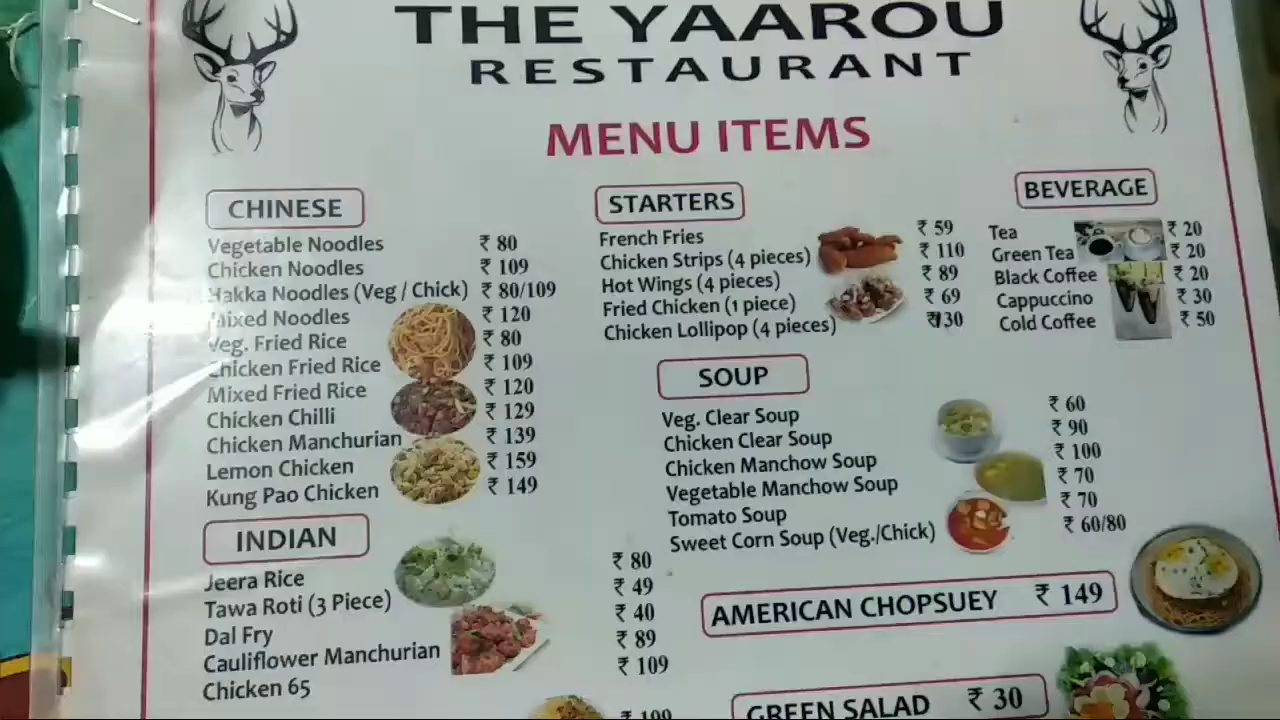 THE YAAROU
RESTAURANT
MENU ITEMS
CHINESE
Vegetable Noodles ₹ 80
Chicken Noodles ₹ 109
Hakka Noodles (Veg / Chick) ₹ 80/109
Mixed Noodles ₹ 120
Veg. Fried Rice ₹ 80
Chicken Fried Rice ₹ 109
Mixed Fried Rice ₹ 120
Chicken Chilli ₹ 129
Chicken Manchurian ₹ 139
Lemon Chicken ₹ 159
Kung Pao Chicken ₹ 149
INDIAN
Jeera Rice ₹ 80
Tawa Roti (3 Piece) ₹ 49
Dal Fry ₹ 40
Cauliflower Manchurian ₹ 89
Chicken 65 ₹ 109
STARTERS
French Fries ₹ 59
Chicken Strips (4 pieces) ₹ 110
Hot Wings (4 pieces) ₹ 89
Fried Chicken (1 piece) ₹ 69
Chicken Lollipop (4 pieces) ₹130
BEVERAGE
Tea ₹ 20
Green Tea ₹ 20
Black Coffee ₹ 20
Cappuccino ₹ 30
Cold Coffee ₹ 50
SOUP
Veg. Clear Soup ₹ 60
Chicken Clear Soup ₹ 90
Chicken Manchow Soup ₹ 100
Vegetable Manchow Soup ₹ 70
Tomato Soup ₹ 70
Sweet Corn Soup (Veg./Chick) ₹ 60/80
AMERICAN CHOPSUEY ₹ 149
GREEN SALAD ₹ 30